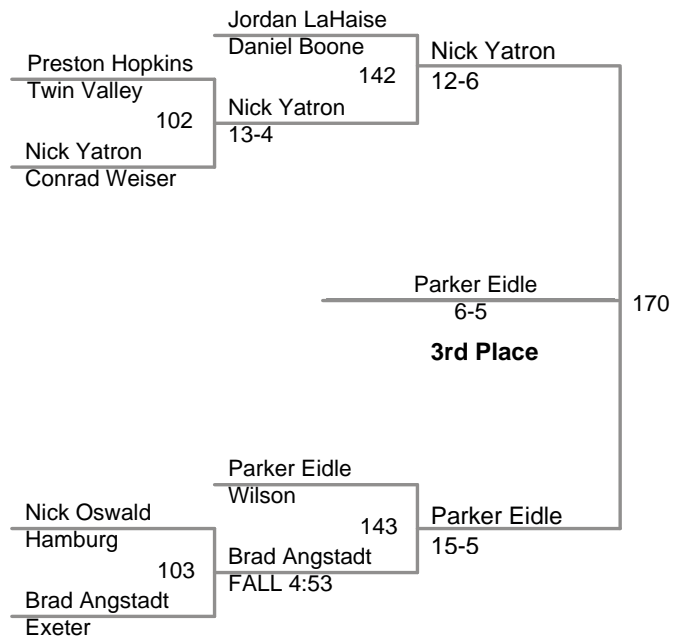 Jordan LaHaise
Daniel Boone
Preston Hopkins
Twin Valley
142
Nick Yatron
12-6
102
Nick Yatron
13-4
Nick Yatron
Conrad Weiser
Parker Eidle
6-5
170
3rd Place
Parker Eidle
Wilson
Nick Oswald
Hamburg
143
Parker Eidle
15-5
103
Brad Angstadt
FALL 4:53
Brad Angstadt
Exeter